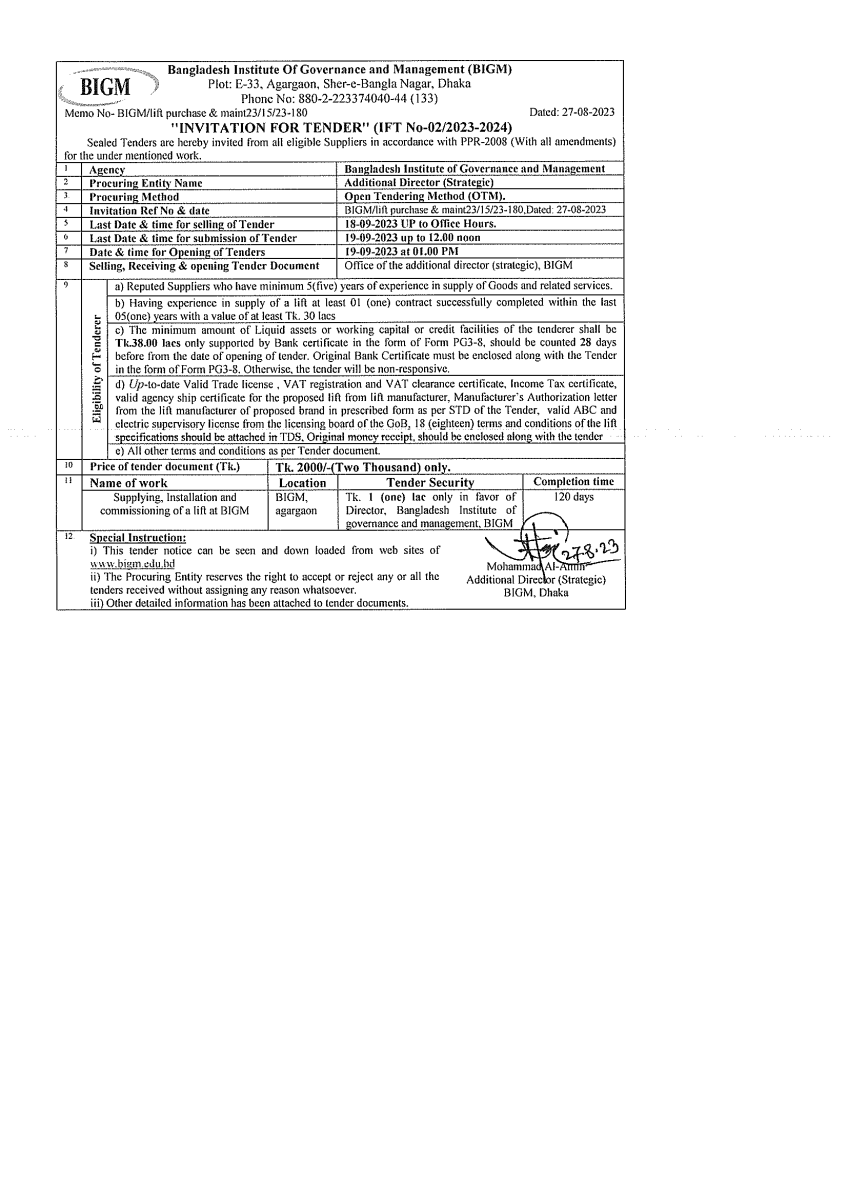 BIGM
Bangladesh Institute Of Governance and Management (BIGM)
Plot: E-33, Agargaon, Sher-e-Bangla Nagar, Dhaka
Phone No: 880-2-223374040-44 (133)
Memo No- BIGM/lift purchase & maint23/15/23-180 Dated: 27-08-2023
"INVITATION FOR TENDER" (IFT No-02/2023-2024)
Sealed Tenders are hereby invited from all eligible Suppliers in accordance with PPR-2008 (With all amendments)
for the under mentioned work.
1 Agency Bangladesh Institute of Governance and Management
2 Procuring Entity Name Additional Director (Strategic)
3 Procuring Method Open Tendering Method (OTM).
4 Invitation Ref No & date BIGM/lift purchase & maint23/15/23-180,Dated: 27-08-2023
5 Last Date & time for selling of Tender 18-09-2023 UP to Office Hours.
6 Last Date & time for submission of Tender 19-09-2023 up to 12.00 noon
7 Date & time for Opening of Tenders 19-09-2023 at 01.00 PM
8 Selling, Receiving & opening Tender Document Office of the additional director (strategic), BIGM
9 Eligibility of Tenderer
a) Reputed Suppliers who have minimum 5(five) years of experience in supply of Goods and related services.
b) Having experience in supply of a lift at least 01 (one) contract successfully completed within the last
05(one) years with a value of at least Tk. 30 lacs
c) The minimum amount of Liquid assets or working capital or credit facilities of the tenderer shall be
Tk.38.00 lacs only supported by Bank certificate in the form of Form PG3-8, should be counted 28 days
before from the date of opening of tender. Original Bank Certificate must be enclosed along with the Tender
in the form of Form PG3-8. Otherwise, the tender will be non-responsive.
d) Up-to-date Valid Trade license , VAT registration and VAT clearance certificate, Income Tax certificate,
valid agency ship certificate for the proposed lift from lift manufacturer, Manufacturer's Authorization letter
from the lift manufacturer of proposed brand in prescribed form as per STD of the Tender, valid ABC and
electric supervisory license from the licensing board of the GoB, 18 (eighteen) terms and conditions of the lift
specifications should be attached in TDS. Original money receipt, should be enclosed along with the tender
e) All other terms and conditions as per Tender document.
10 Price of tender document (Tk.) Tk. 2000/-(Two Thousand) only.
11 Name of work Location Tender Security Completion time
Supplying, Installation and BIGM, Tk. 1 (one) lac only in favor of 120 days
commissioning of a lift at BIGM agargaon Director, Bangladesh Institute of
governance and management, BIGM
12 Special Instruction:
i) This tender notice can be seen and down loaded from web sites of
www.bigm.edu.bd
ii) The Procuring Entity reserves the right to accept or reject any or all the
tenders received without assigning any reason whatsoever.
iii) Other detailed information has been attached to tender documents.
27.8.23
Mohammad Al-Amin
Additional Director (Strategic)
BIGM, Dhaka